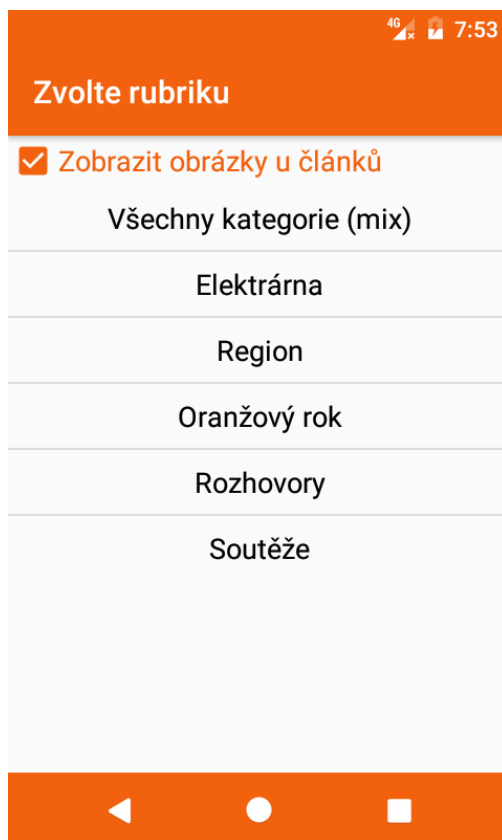 4G 7:53
Zvolte rubriku
Zobrazit obrázky u článků
Všechny kategorie (mix)
Elektrárna
Region
Oranžový rok
Rozhovory
Soutěže